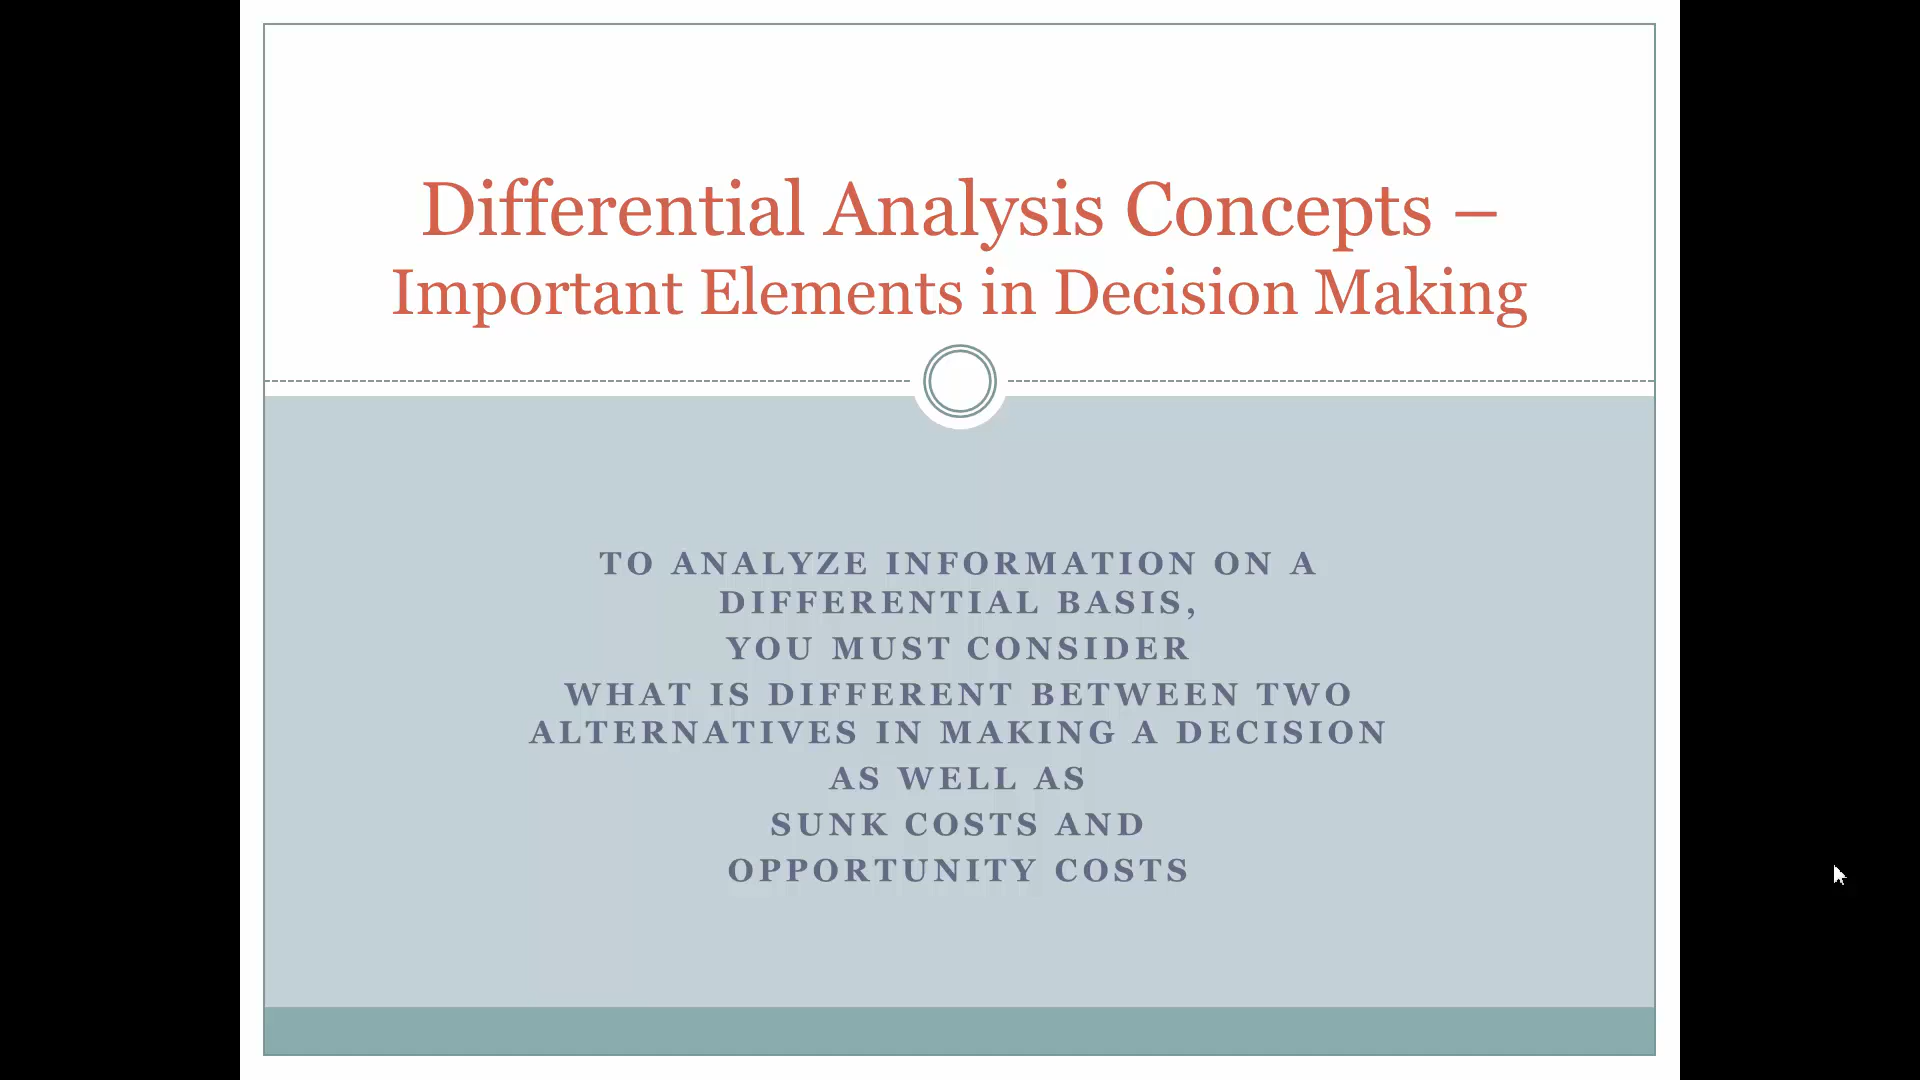 Differential Analysis Concepts –
Important Elements in Decision Making
TO ANALYZE INFORMATION ON A
DIFFERENTIAL BASIS,
YOU MUST CONSIDER
WHAT IS DIFFERENT BETWEEN TWO
ALTERNATIVES IN MAKING A DECISION
AS WELL AS
SUNK COSTS AND
OPPORTUNITY COSTS